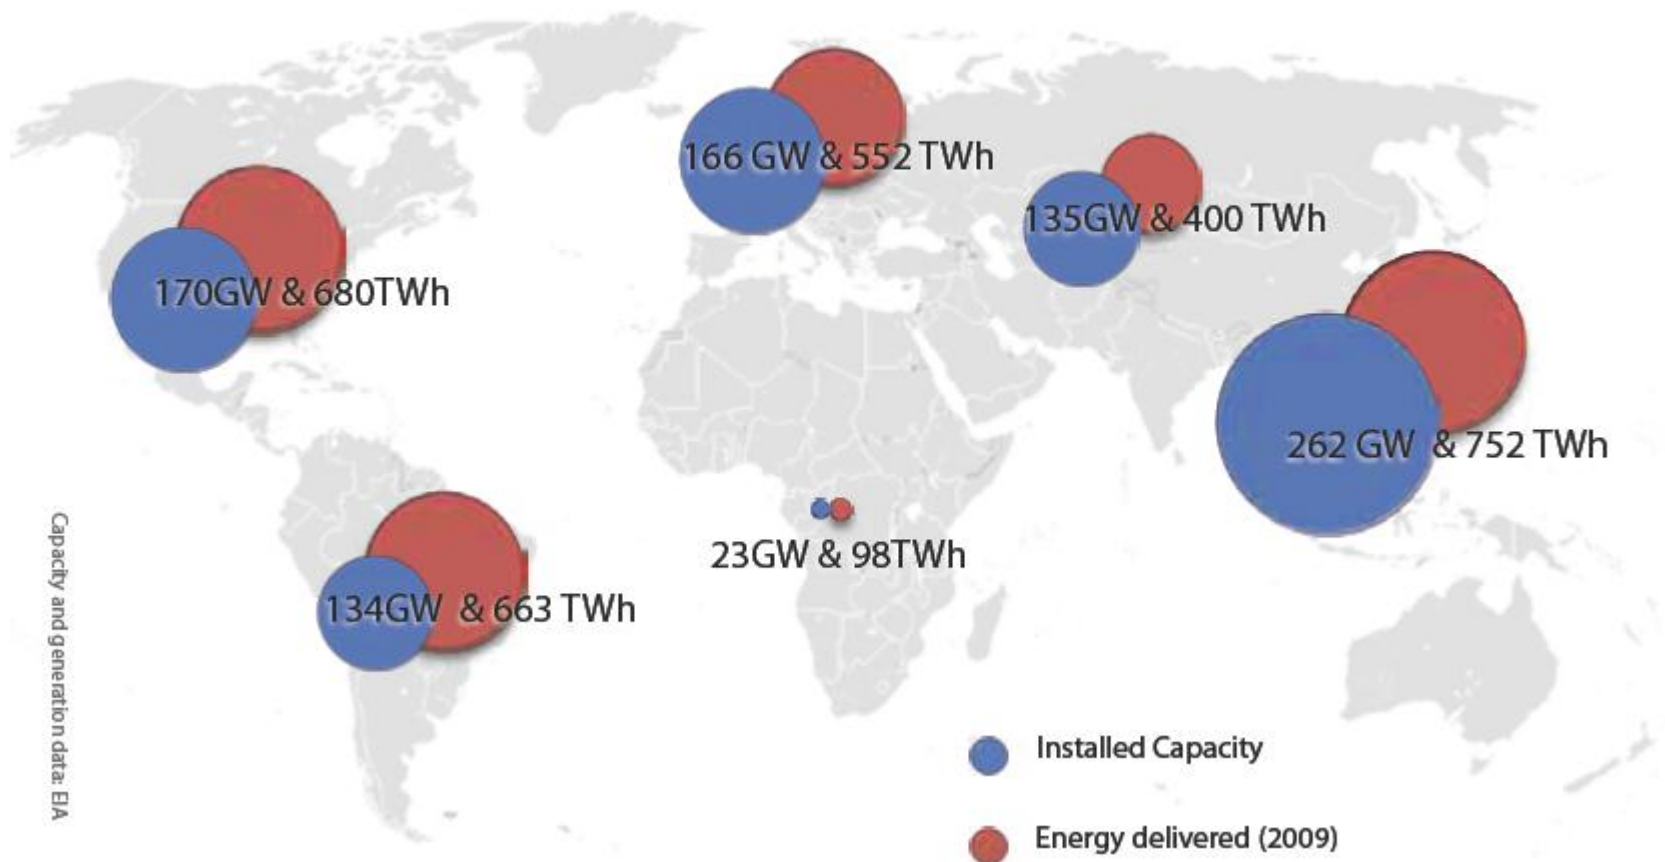 166 GW & 552 TWh
135GW & 400 TWh
170GW & 680TWh
262 GW & 752 TWh
23GW & 98TWh
134GW & 663 TWh
Capacity and generation data: EIA
Installed Capacity
Energy delivered (2009)